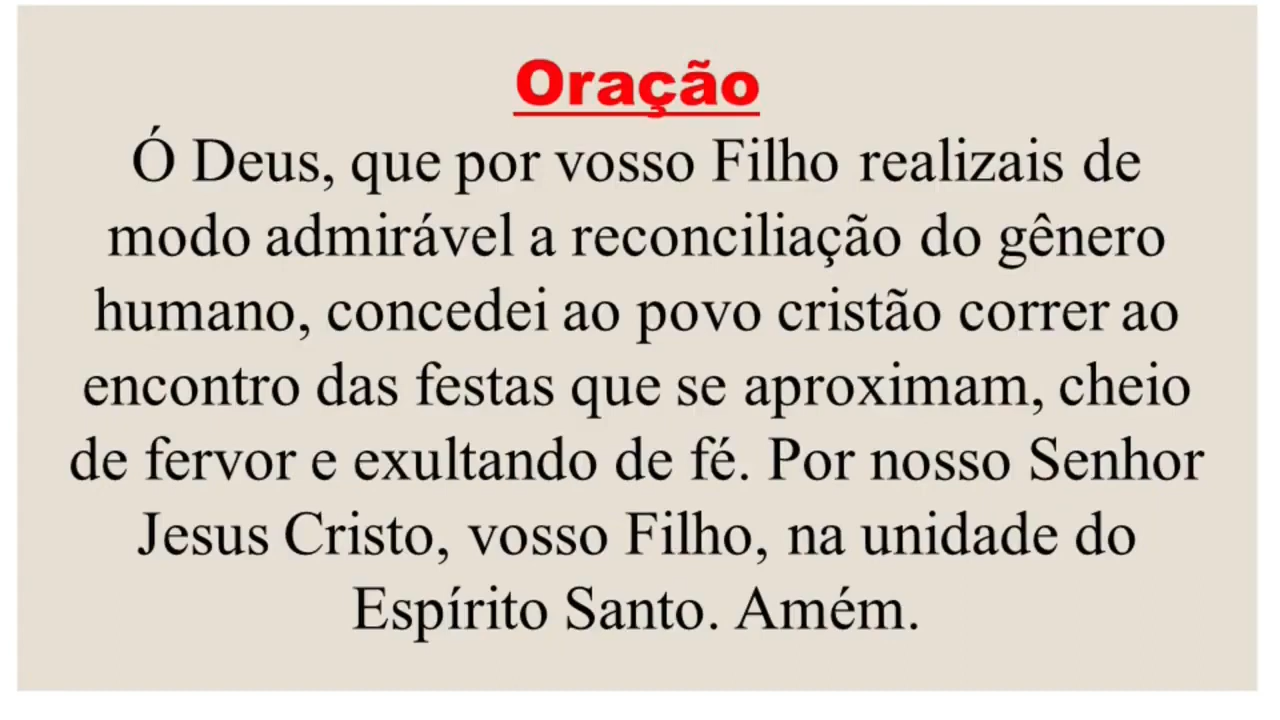 Oração
Ó Deus, que por vosso Filho realizais de
modo admirável a reconciliação do gênero
humano, concedei ao povo cristão correr ao
encontro das festas que se aproximam, cheio
de fervor e exultando de fé. Por nosso Senhor
Jesus Cristo, vosso Filho, na unidade do
Espírito Santo. Amém.